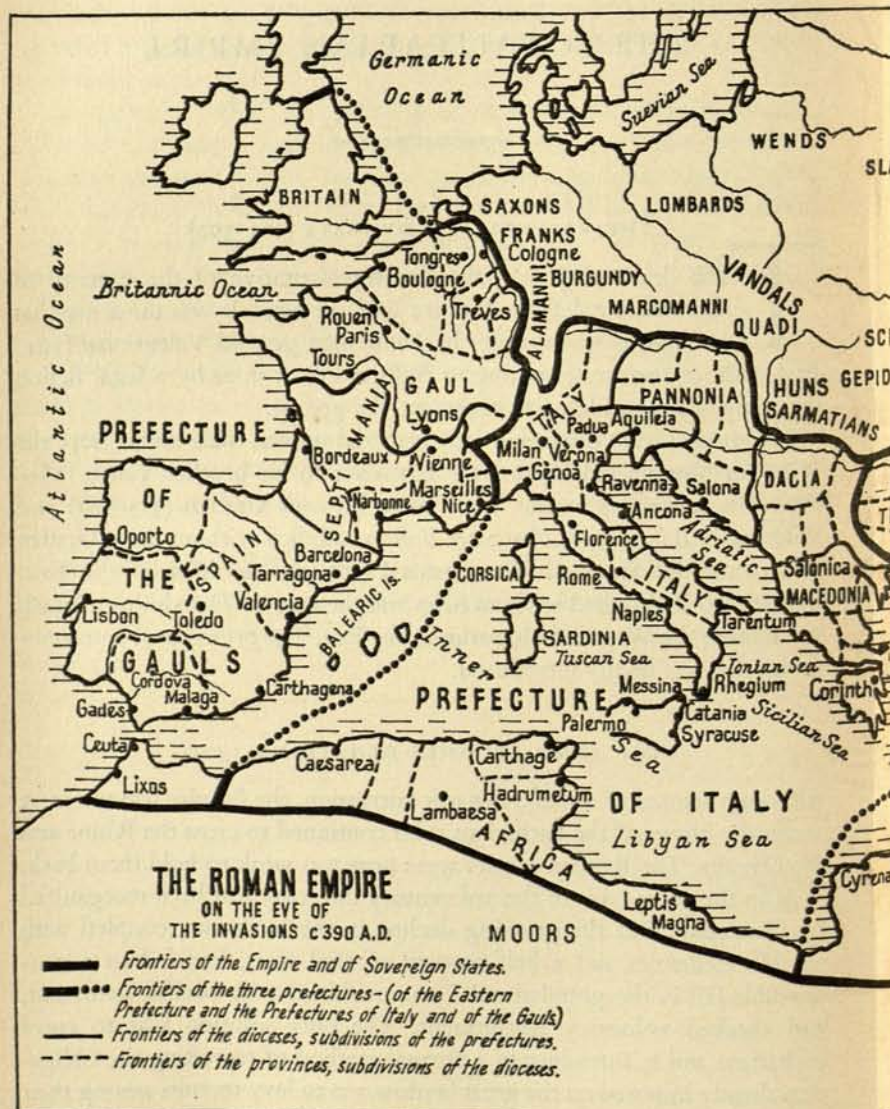 Germanic
Ocean
Suevian Sea
WENDS
SLA
BRITAIN
SAXONS
LOMBARDS
FRANKS
Cologne
Tongres
Boulogne
BURGUNDY
VANDALS
Atlantic Ocean
Britannic Ocean
Trèves
ALAMANNI
MARCOMANNI
Rouen
Paris
QUADI
Tours
GAUL
PANNONIA
HUNS
GEPID
SARMATIANS
Lyons
ITALY
Padua
Aquileia
PREFECTURE
SEPTIMANIA
Bordeaux
Vienne
Milan
Verona
DACIA
Marseilles
Genoa
Ravenna
Salona
OF
Narbonne
Nice
Ancona
Adriatic
Sea
Oporto
SPAIN
Barcelona
Florence
Salonica
THE
Tarragona
CORSICA
Rome
ITALY
MACEDONIA
Lisbon
Toledo
Valencia
BALEARIC Is.
Naples
Tarentum
GAULS
Inner
SARDINIA
Tuscan Sea
Ionian Sea
Cordova
Malaga
Carthagena
PREFECTURE
Messina
Rhegium
Corinth
Gades
Palermo
Catania
Sicilian Sea
Ceuta
Syracuse
Caesarea
Carthage
Sea
Lixos
Hadrumetum
Lambaesa
OF ITALY
AFRICA
Libyan Sea
THE ROMAN EMPIRE
Cyrena
ON THE EVE OF
Leptis
Magna
THE INVASIONS c390 A.D.
MOORS
Frontiers of the Empire and of Sovereign States.
Frontiers of the three prefectures-(of the Eastern
Prefecture and the Prefectures of Italy and of the Gauls)
Frontiers of the dioceses, subdivisions of the prefectures.
Frontiers of the provinces, subdivisions of the dioceses.